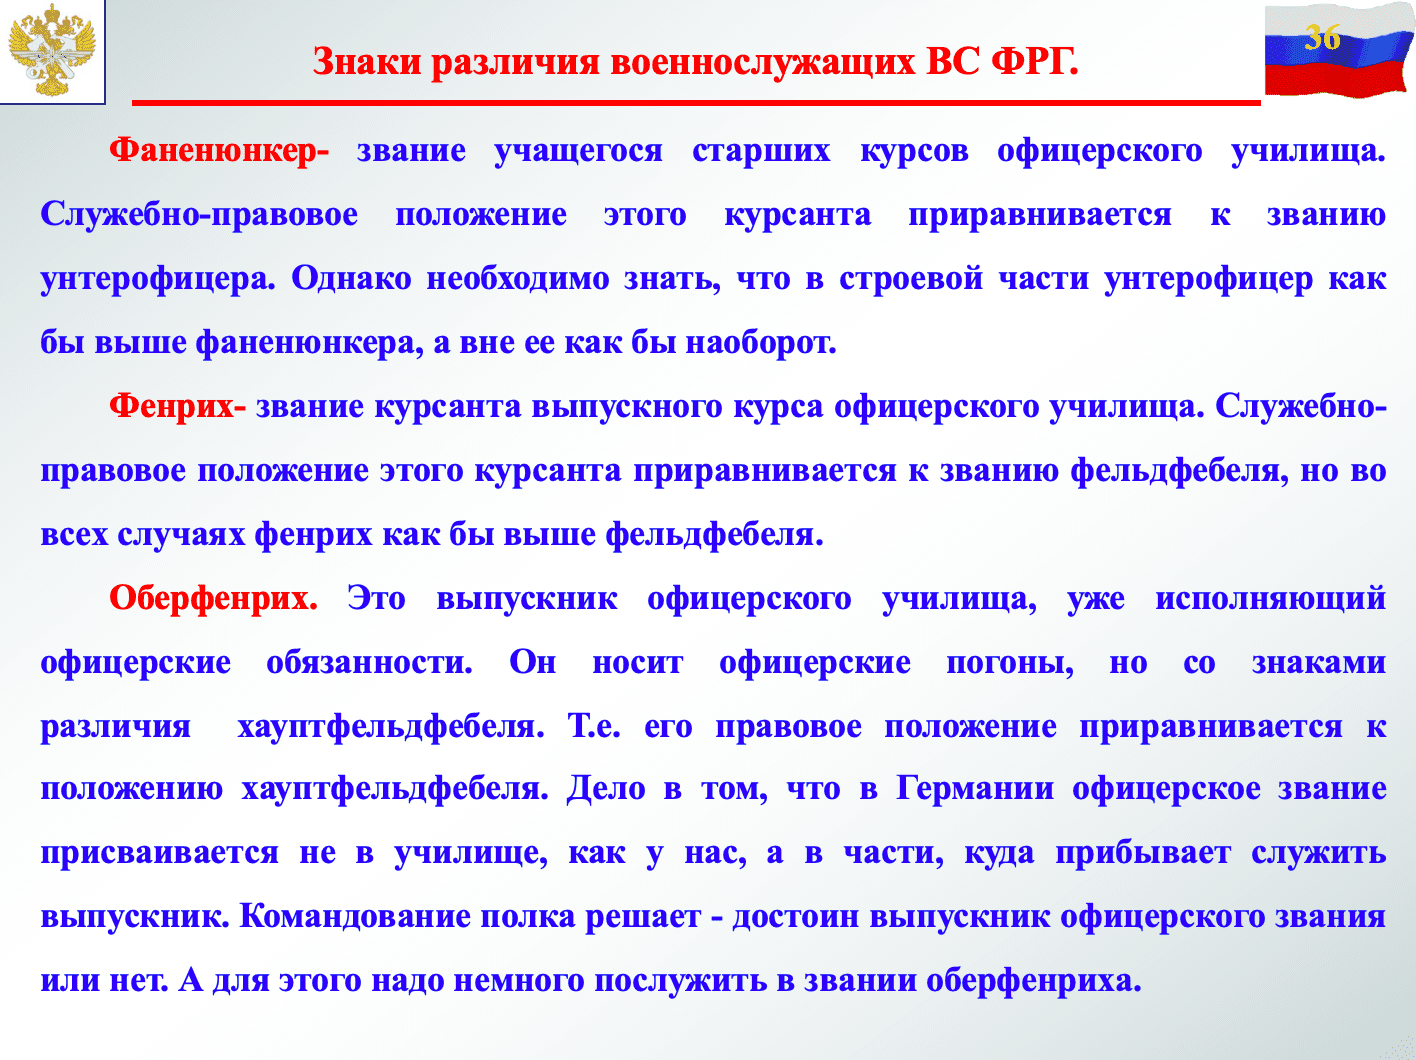 Знаки различия военнослужащих ВС ФРГ.
36
Фаненюнкер- звание учащегося старших курсов офицерского училища.
Служебно-правовое положение этого курсанта приравнивается к званию
унтерофицера. Однако необходимо знать, что в строевой части унтерофицер как
бы выше фаненюнкера, а вне ее как бы наоборот.
Фенрих- звание курсанта выпускного курса офицерского училища. Служебно-
правовое положение этого курсанта приравнивается к званию фельдфебеля, но во
всех случаях фенрих как бы выше фельдфебеля.
Оберфенрих. Это выпускник офицерского училища, уже исполняющий
офицерские обязанности. Он носит офицерские погоны, но со знаками
различия хауптфельдфебеля. Т.е. его правовое положение приравнивается к
положению хауптфельдфебеля. Дело в том, что в Германии офицерское звание
присваивается не в училище, как у нас, а в части, куда прибывает служить
выпускник. Командование полка решает - достоин выпускник офицерского звания
или нет. А для этого надо немного послужить в звании оберфенриха.